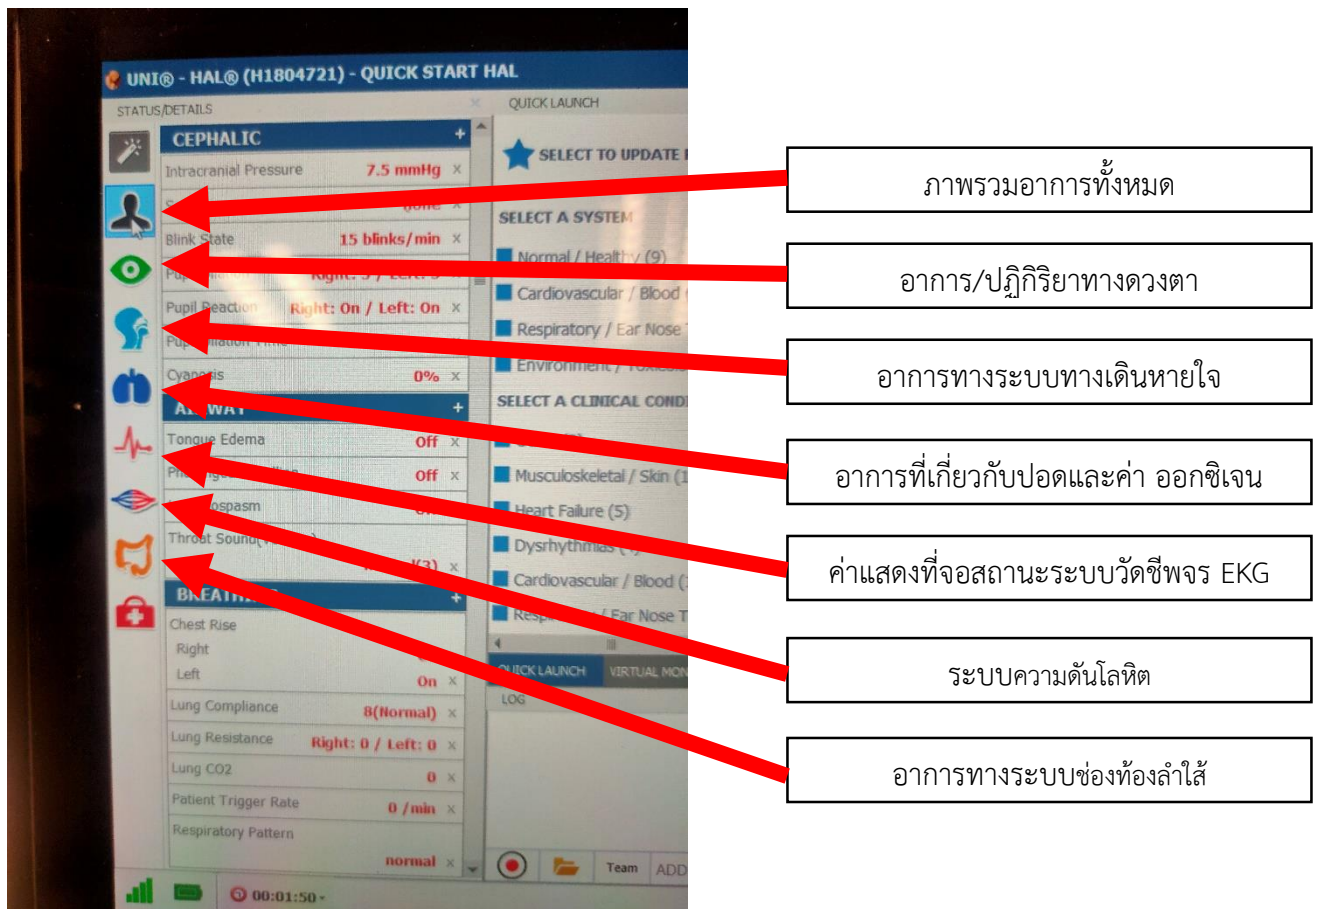 UNI® - HAL® (H1804721) - QUICK START HAL
STATUS/DETAILS
CEPHALIC +
Intracranial Pressure 7.5 mmHg x
Blink State 15 blinks/min x
Pupil Reaction Right: On / Left: On x
Cyanosis 0% x
AIRWAY +
Tongue Edema Off x
Off x
Throat Sound
x
BREATHING +
Chest Rise
Right
Left On x
Lung Compliance 8(Normal) x
Lung Resistance Right: 0 / Left: 0 x
Lung CO2 0 x
Patient Trigger Rate 0 /min x
Respiratory Pattern
normal x
00:01:50
QUICK LAUNCH
SELECT TO UPDATE
SELECT A SYSTEM
Normal / Healthy (9)
Cardiovascular / Blood
Respiratory / Ear Nose
Environment /
SELECT A CLINICAL
Musculoskeletal / Skin (1
Heart Failure (5)
Dysrhythmias
Cardiovascular / Blood (
Respiratory / Ear Nose T
QUICK LAUNCH VIRTUAL MON
LOG
Team ADD
ภาพรวมอาการทั้งหมด
อาการ/ปฏิกิริยาทางดวงตา
อาการทางระบบทางเดินหายใจ
อาการที่เกี่ยวกับปอดและค่า ออกซิเจน
ค่าแสดงที่จอสถานะระบบวัดชีพจร EKG
ระบบความดันโลหิต
อาการทางระบบช่องท้องลำไส้